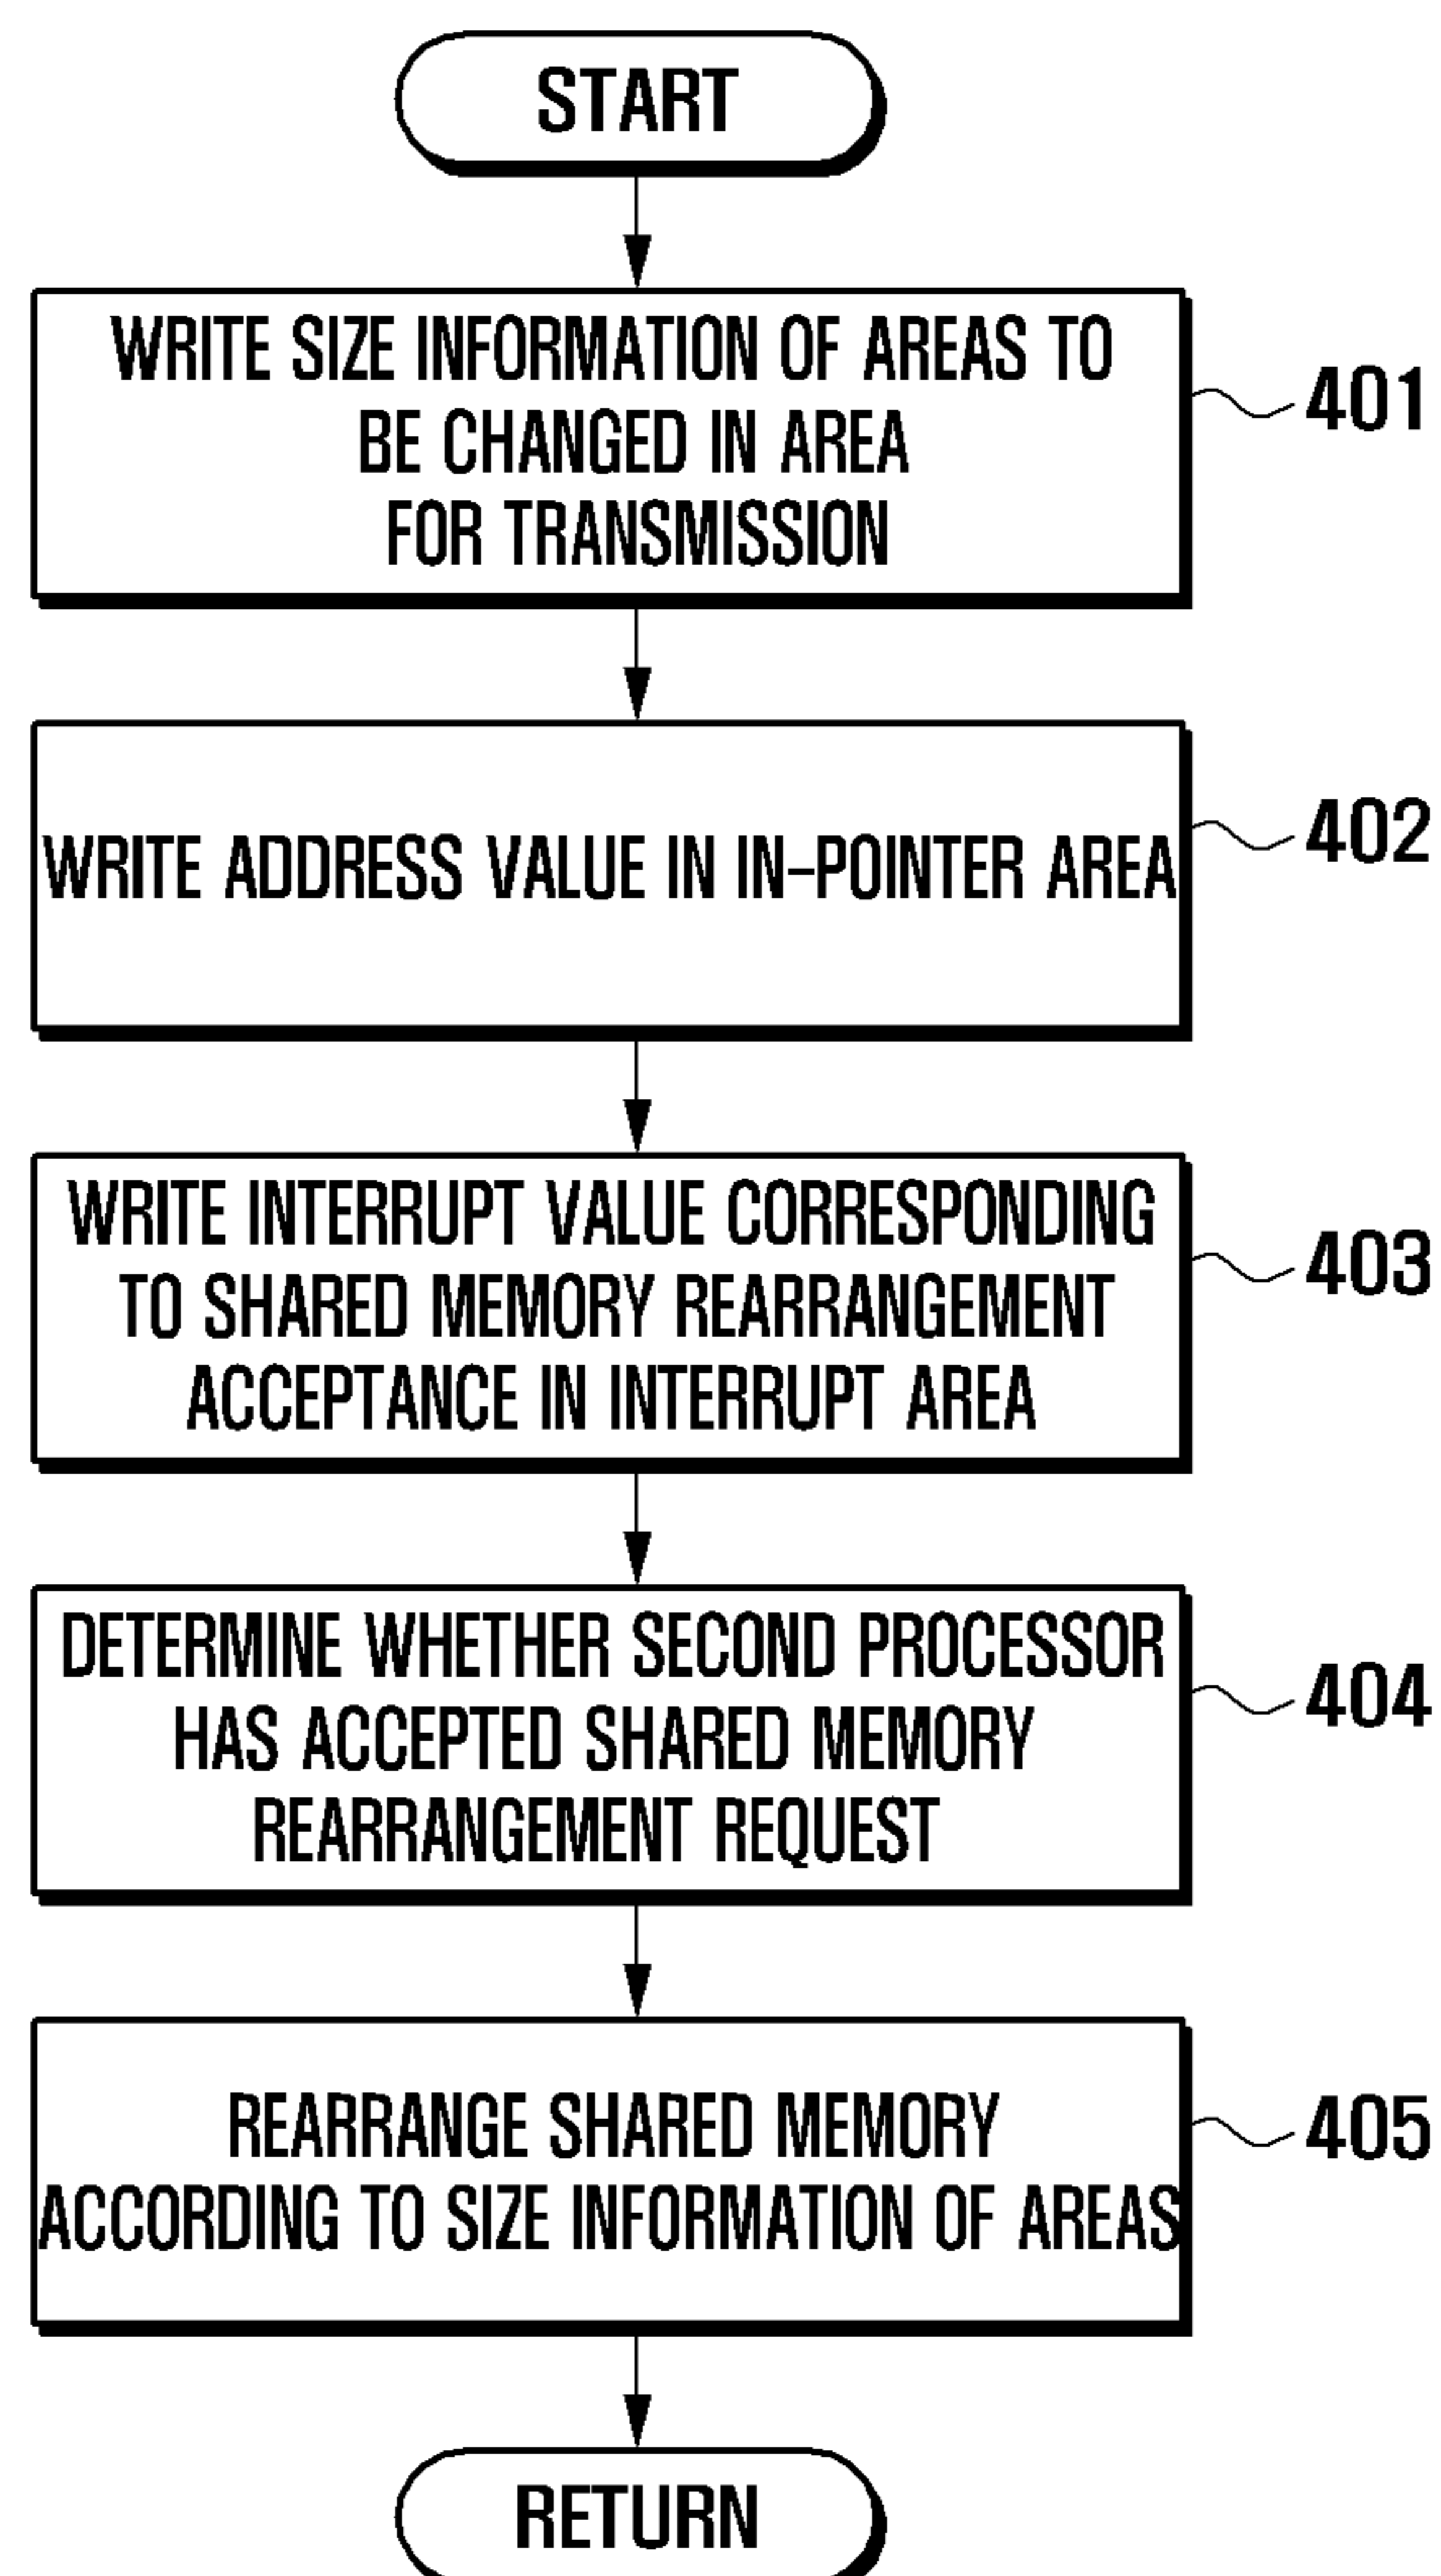 START
WRITE SIZE INFORMATION OF AREAS TO
BE CHANGED IN AREA
FOR TRANSMISSION
401
WRITE ADDRESS VALUE IN IN-POINTER AREA
402
WRITE INTERRUPT VALUE CORRESPONDING
TO SHARED MEMORY REARRANGEMENT
ACCEPTANCE IN INTERRUPT AREA
403
DETERMINE WHETHER SECOND PROCESSOR
HAS ACCEPTED SHARED MEMORY
REARRANGEMENT REQUEST
404
REARRANGE SHARED MEMORY
ACCORDING TO SIZE INFORMATION OF AREAS
405
RETURN